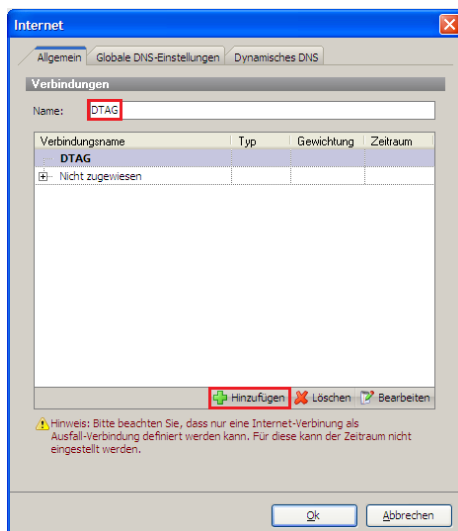 Internet
Allgemein Globale DNS-Einstellungen Dynamisches DNS
Verbindungen
Name: DTAG
Verbindungsname Typ Gewichtung Zeitraum
DTAG
Nicht zugewiesen
Hinzufügen Löschen Bearbeiten
Hinweis: Bitte beachten Sie, dass nur eine Internet-Verbinung als
Ausfall-Verbindung definiert werden kann. Für diese kann der Zeitraum nicht
eingestellt werden.
Ok Abbrechen